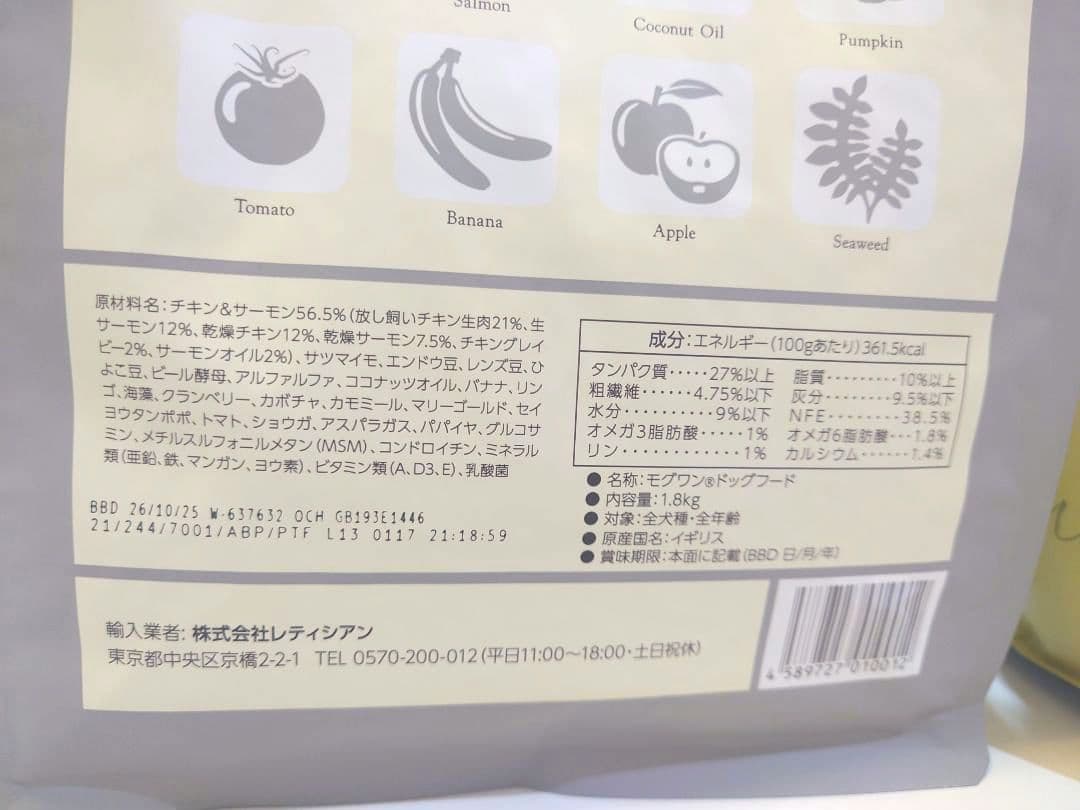 Salmon
Coconut Oil
Pumpkin
Tomato
Banana
Apple
Seaweed
原材料名：チキン&サーモン56.5%（放し飼いチキン生肉21%、生
サーモン12%、乾燥チキン12%、乾燥サーモン7.5%、チキングレイ
ビー2%、サーモンオイル2%）、サツマイモ、エンドウ豆、レンズ豆、ひ
よこ豆、ビール酵母、アルファルファ、ココナッツオイル、バナナ、リン
ゴ、海藻、クランベリー、カボチャ、カモミール、マリーゴールド、セイ
ヨウタンポポ、トマト、ショウガ、アスパラガス、パパイヤ、グルコサ
ミン、メチルスルフォニルメタン（MSM）、コンドロイチン、ミネラル
類（亜鉛、鉄、マンガン、ヨウ素）、ビタミン類（A、D3、E）、乳酸菌
BBD 26/10/25 W-637632 OCH GB193E1446
21/244/7001/ABP/PTF L13 0117 21:18:59
成分：エネルギー（100gあたり）361.5kcal
タンパク質・・・・・27%以上 脂質・・・・・・・・・10%以上
粗繊維・・・・・・4.75%以下 灰分・・・・・・・・9.5%以下
水分・・・・・・・・・・9%以下 NFE・・・・・・・・38.5%
オメガ3脂肪酸・・・・・1% オメガ6脂肪酸・・・1.8%
リン・・・・・・・・・・・・1% カルシウム・・・・・・1.4%
● 名称：モグワン®ドッグフード
● 内容量：1.8kg
● 対象：全犬種・全年齢
● 原産国名：イギリス
● 賞味期限：本面に記載（BBD 日/月/年）
輸入業者：株式会社レティシアン
東京都中央区京橋2-2-1 TEL 0570-200-012（平日11:00〜18:00・土日祝休）
4 589727 010012